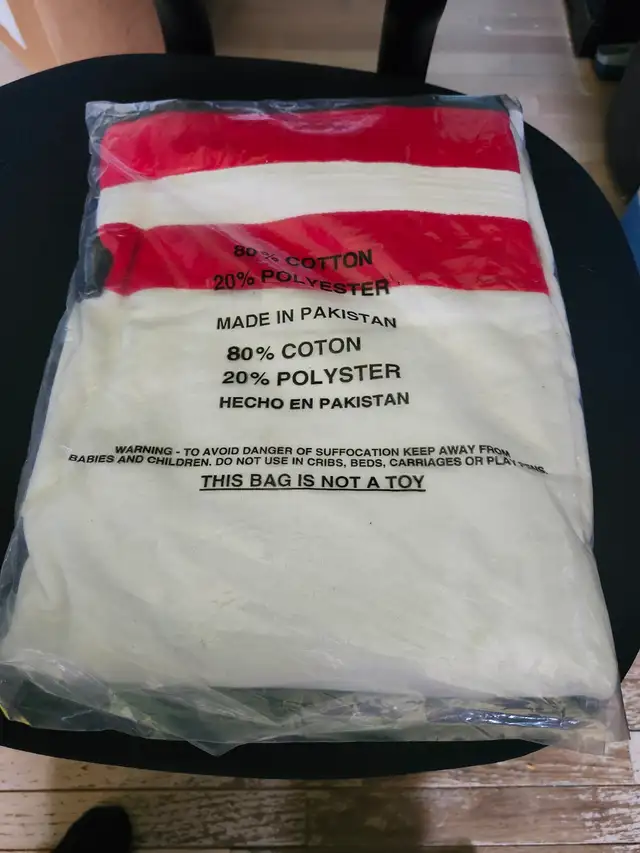 80% COTTON
20% POLYESTER
MADE IN PAKISTAN
80% COTON
20% POLYSTER
HECHO EN PAKISTAN
WARNING - TO AVOID DANGER OF SUFFOCATION KEEP AWAY FROM
BABIES AND CHILDREN. DO NOT USE IN CRIBS, BEDS, CARRIAGES OR PLAY PENS.
THIS BAG IS NOT A TOY